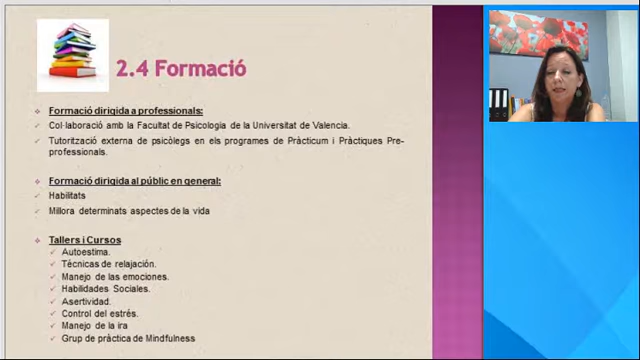 2.4 Formació
Formació dirigida a professionals:
Col·laboració amb la Facultat de Psicologia de la Universitat de Valencia.
Tutorització externa de psicòlegs en els programes de Pràcticum i Pràctiques Pre-
professionals.
Formació dirigida al públic en general:
Habilitats
Millora determinats aspectes de la vida
Tallers i Cursos
Autoestima.
Técnicas de relajación.
Manejo de las emociones.
Habilidades Sociales.
Asertividad.
Control del estrés.
Manejo de la ira
Grup de pràctica de Mindfulness